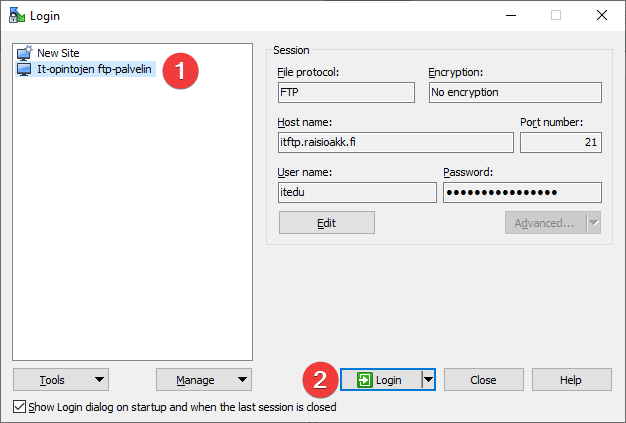 Login
New Site
It-opintojen ftp-palvelin
1
Session
File protocol:
Encryption:
FTP
No encryption
Host name:
Port number:
itftp.raisioakk.fi
21
User name:
Password:
itedu
••••••••••••••••
Edit
Advanced...
2
Tools
Manage
Login
Close
Help
Show Login dialog on startup and when the last session is closed